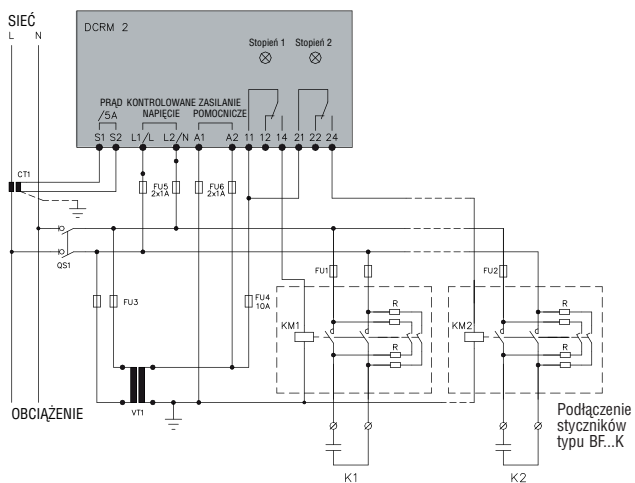 SIEĆ
L N
DCRM 2
Stopień 1 Stopień 2
PRĄD KONTROLOWANE ZASILANIE
/5A NAPIĘCIE POMOCNICZE
S1 S2 L1/L L2/N A1 A2 11 12 14 21 22 24
CT1
FU5
2x1A
FU6
2x1A
QS1
FU1
FU2
FU3
FU4
10A
KM1
R
R
KM2
R
R
VT1
OBCIĄŻENIE
Podłączenie
styczników
typu BF...K
K1
K2